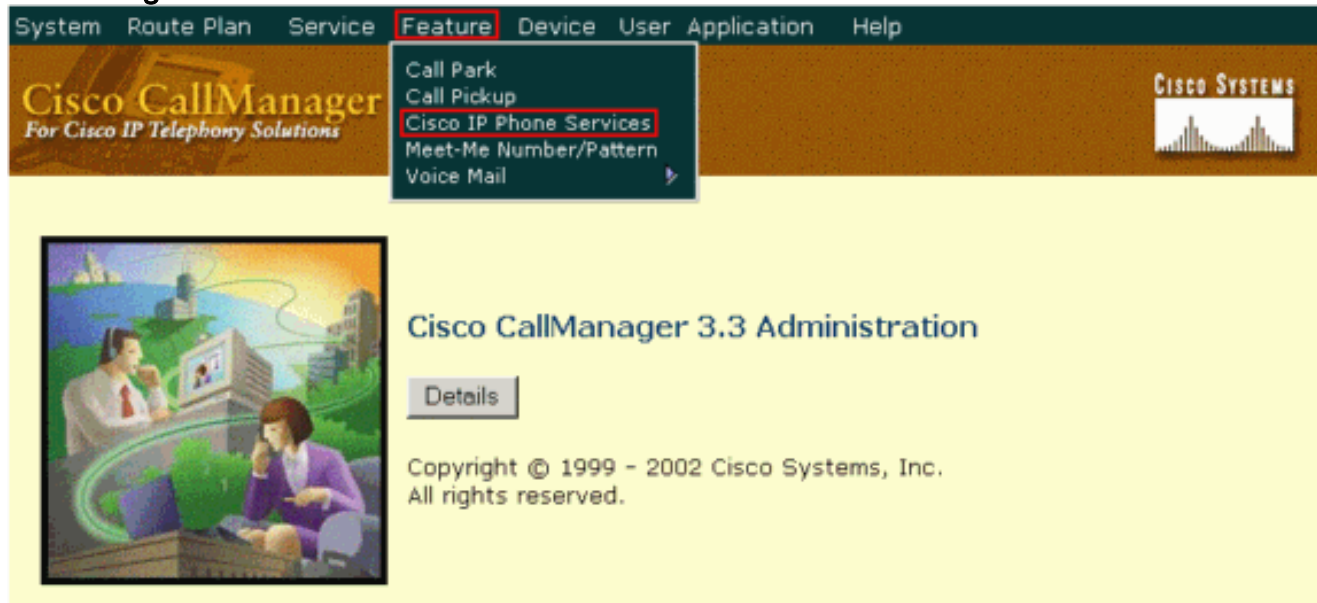 System Route Plan Service Feature Device User Application Help
Call Park
Call Pickup
Cisco IP Phone Services
Meet-Me Number/Pattern
Voice Mail
Cisco CallManager
For Cisco IP Telephony Solutions
CISCO SYSTEMS
Cisco CallManager 3.3 Administration
Details
Copyright © 1999 - 2002 Cisco Systems, Inc.
All rights reserved.